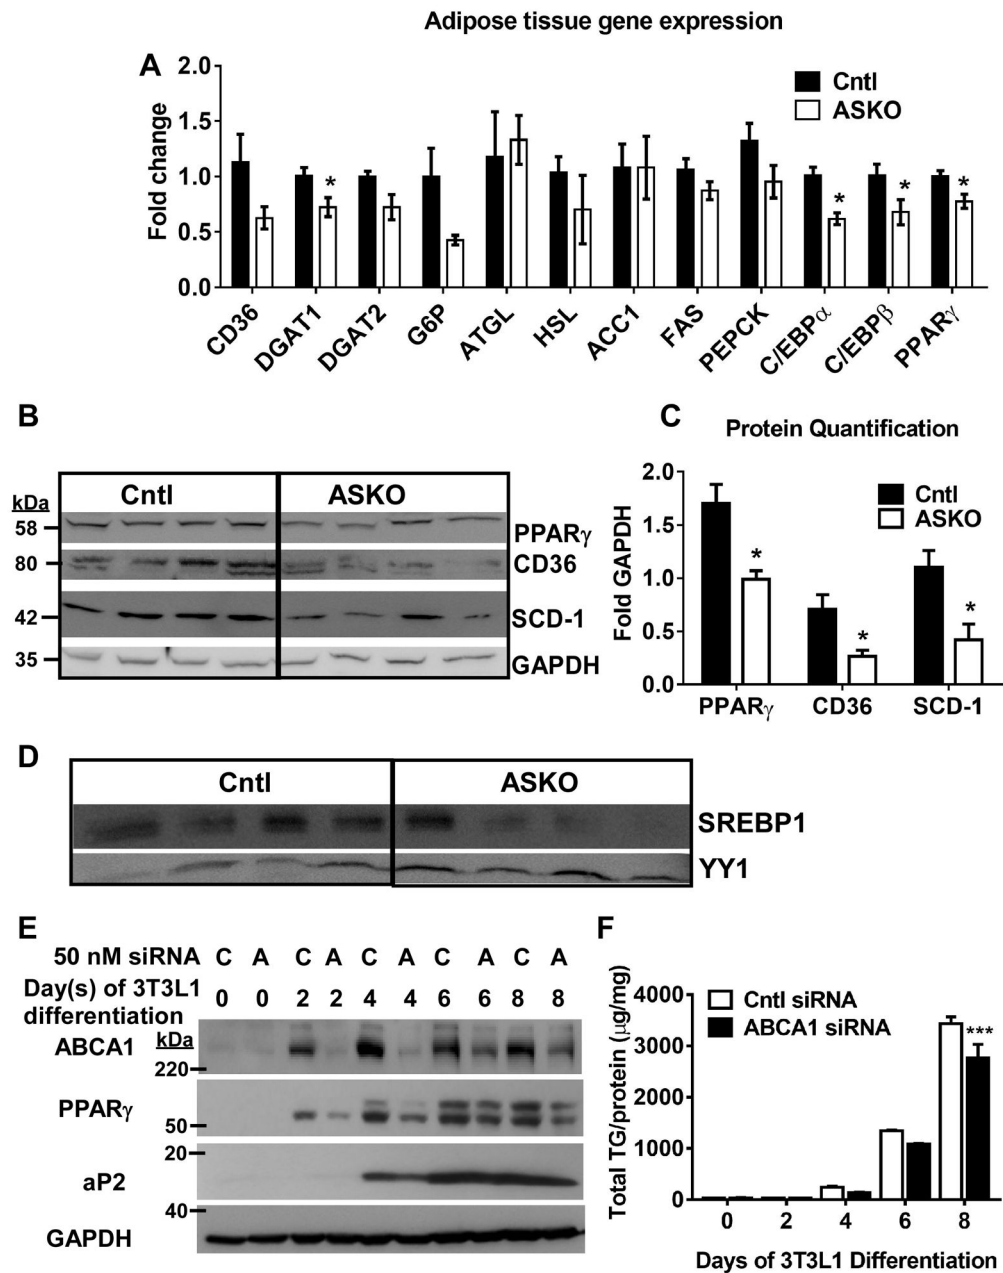 Adipose tissue gene expression
A
2.0
1.5
1.0
0.5
0.0
Fold change
Cntl
ASKO
*
*
*
*
CD36
DGAT1
DGAT2
G6P
ATGL
HSL
ACC1
FAS
PEPCK
C/EBPα
C/EBPβ
PPARγ
B
kDa
Cntl
ASKO
58
PPARγ
80
CD36
42
SCD-1
35
GAPDH
C
Protein Quantification
2.0
1.5
1.0
0.5
0.0
Fold GAPDH
Cntl
ASKO
*
*
*
PPARγ
CD36
SCD-1
D
Cntl
ASKO
SREBP1
YY1
E
50 nM siRNA C A C A C A C A C A
Day(s) of 3T3L1 0 0 2 2 4 4 6 6 8 8
differentiation
ABCA1
kDa
220
PPARγ
50
20
aP2
40
GAPDH
F
Total TG/protein (μg/mg)
4000
3000
2000
1000
0
Cntl siRNA
ABCA1 siRNA
***
0 2 4 6 8
Days of 3T3L1 Differentiation